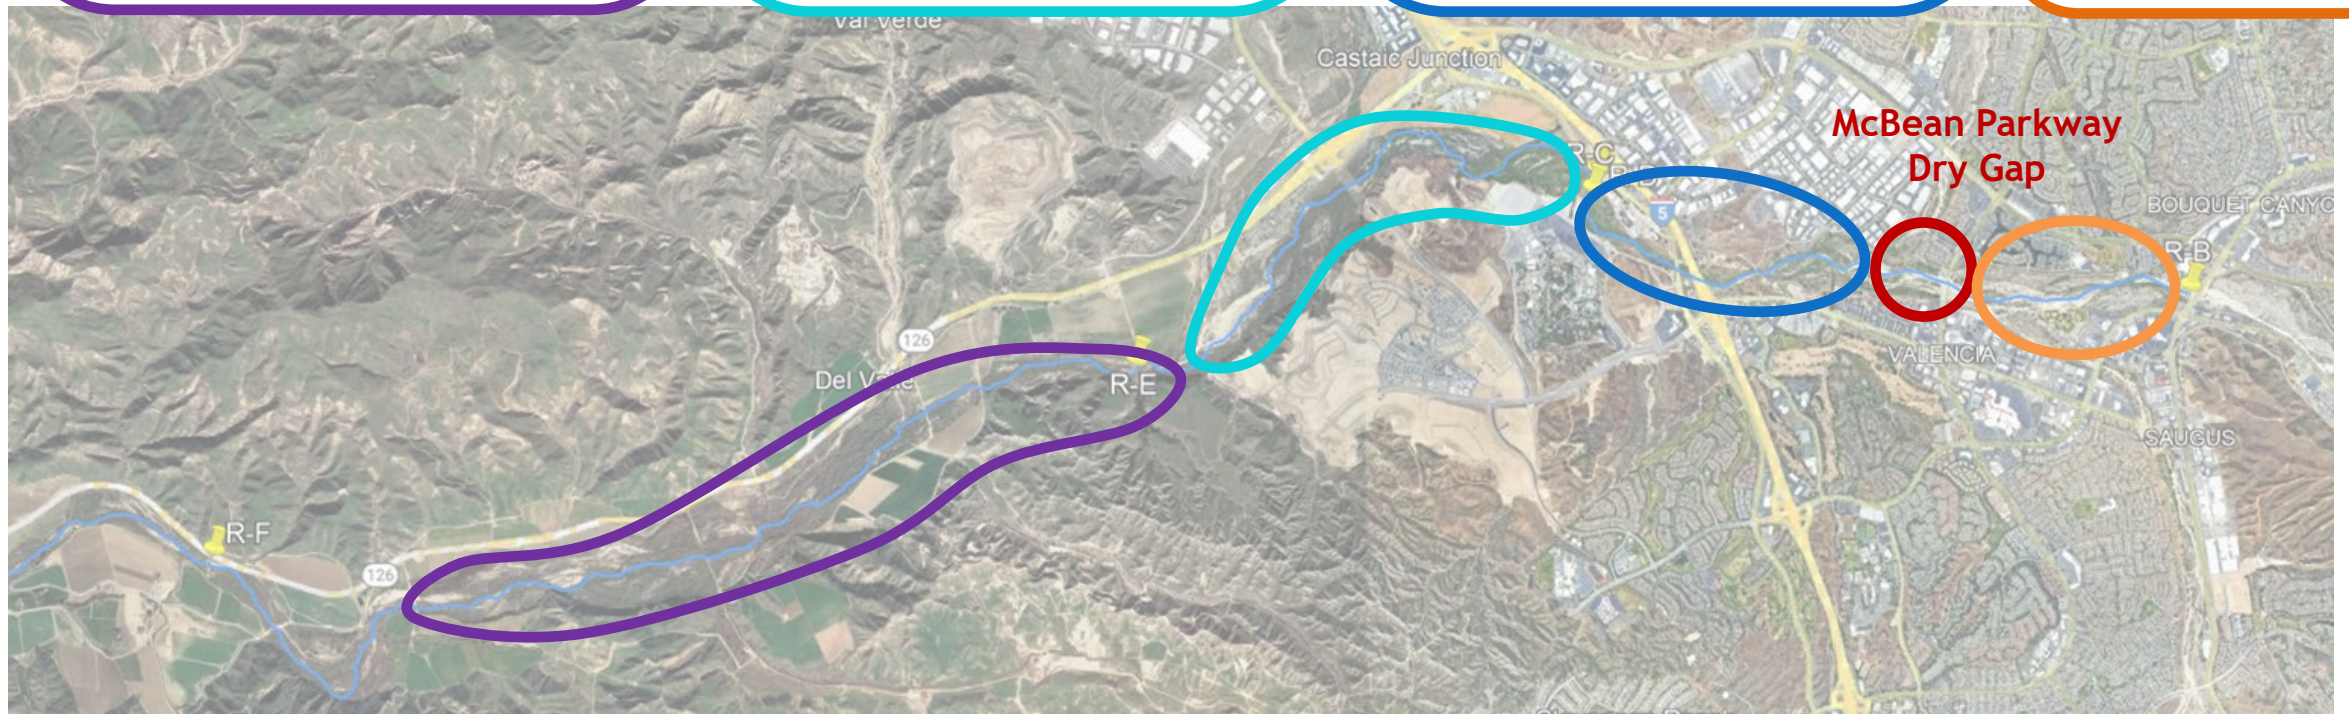 Val Verde
Castaic Junction
McBean Parkway
Dry Gap
R-C
R-D
5
BOUQUET CANYO
R-B
126
VALENCIA
Del Valle
R-E
SAUGUS
R-F
126